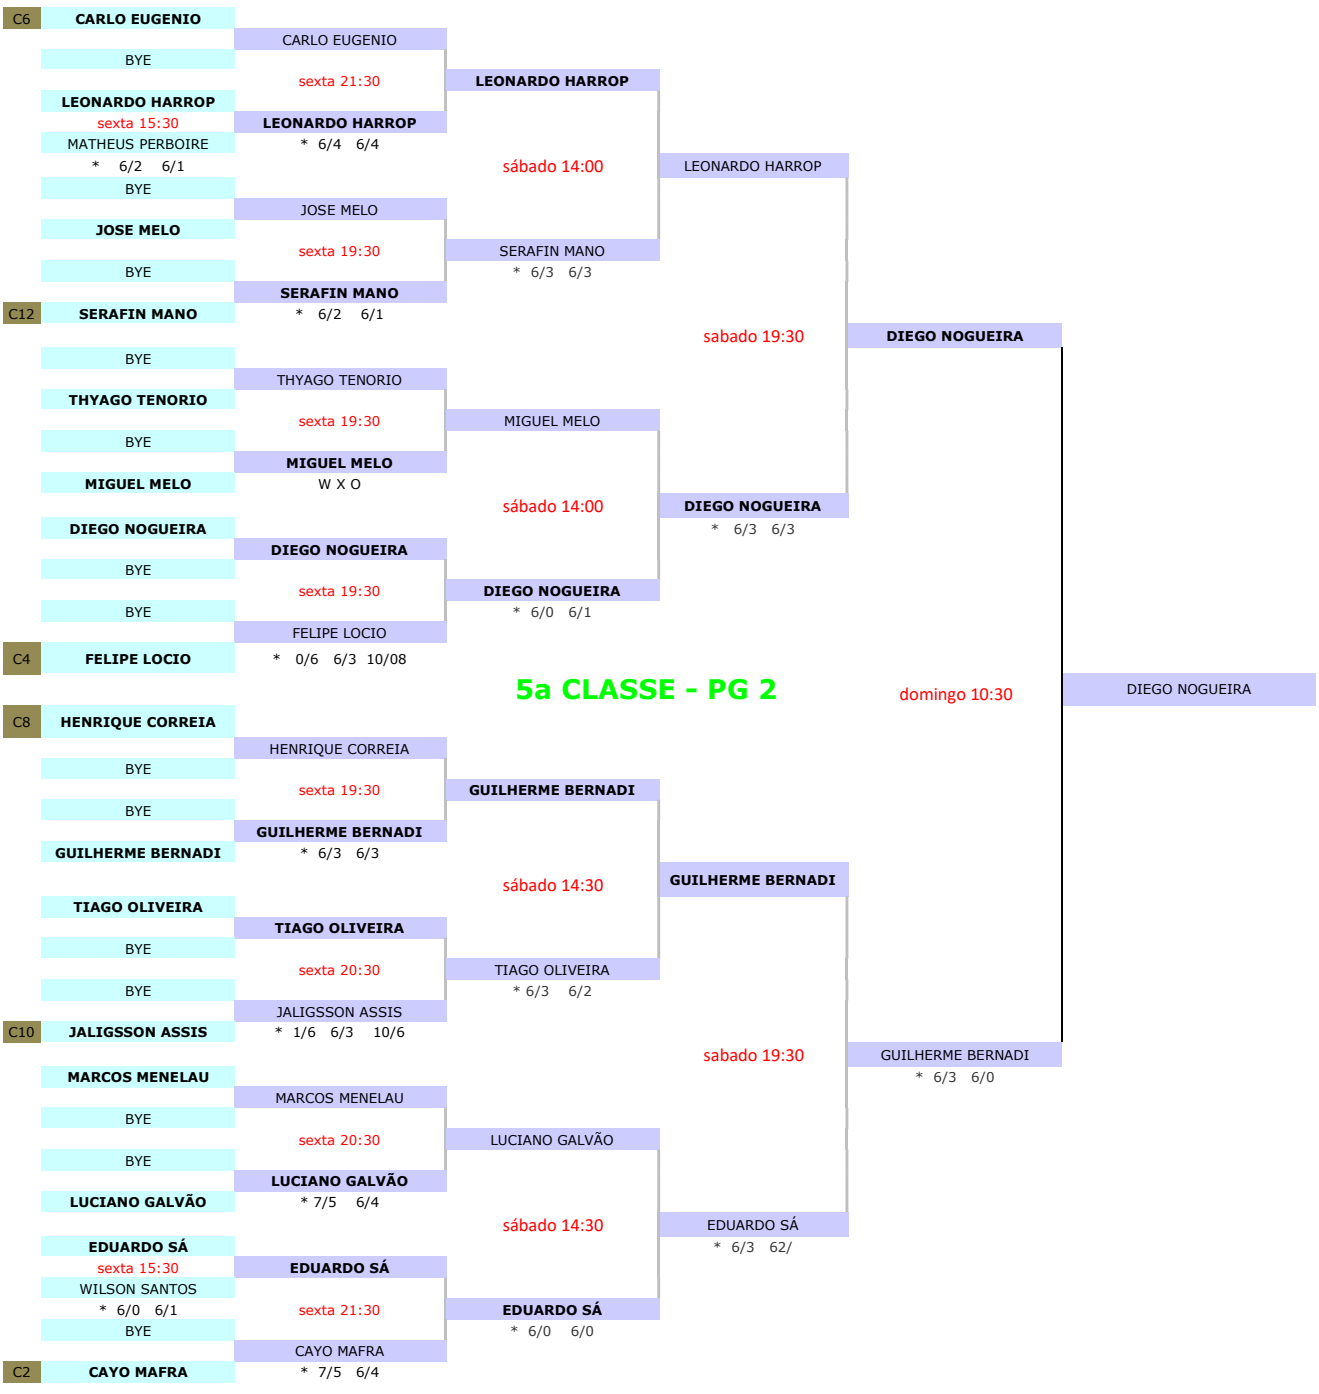 C6 CARLO EUGENIO
CARLO EUGENIO
BYE
sexta 21:30 LEONARDO HARROP
LEONARDO HARROP
sexta 15:30 LEONARDO HARROP
MATHEUS PERBOIRE * 6/4 6/4
* 6/2 6/1 sábado 14:00 LEONARDO HARROP
BYE
JOSE MELO
JOSE MELO
sexta 19:30 SERAFIN MANO
BYE * 6/3 6/3
SERAFIN MANO
C12 SERAFIN MANO * 6/2 6/1
sabado 19:30 DIEGO NOGUEIRA
BYE
THYAGO TENORIO
THYAGO TENORIO
sexta 19:30 MIGUEL MELO
BYE
MIGUEL MELO
MIGUEL MELO W X O
sábado 14:00 DIEGO NOGUEIRA
DIEGO NOGUEIRA * 6/3 6/3
DIEGO NOGUEIRA
BYE
sexta 19:30 DIEGO NOGUEIRA
BYE * 6/0 6/1
FELIPE LOCIO
C4 FELIPE LOCIO * 0/6 6/3 10/08
5a CLASSE - PG 2 domingo 10:30 DIEGO NOGUEIRA
C8 HENRIQUE CORREIA
HENRIQUE CORREIA
BYE
sexta 19:30 GUILHERME BERNADI
BYE
GUILHERME BERNADI
GUILHERME BERNADI * 6/3 6/3
sábado 14:30 GUILHERME BERNADI
TIAGO OLIVEIRA
TIAGO OLIVEIRA
BYE
sexta 20:30 TIAGO OLIVEIRA
BYE * 6/3 6/2
JALIGSSON ASSIS
C10 JALIGSSON ASSIS * 1/6 6/3 10/6
sabado 19:30 GUILHERME BERNADI
MARCOS MENELAU * 6/3 6/0
MARCOS MENELAU
BYE
sexta 20:30 LUCIANO GALVÃO
BYE
LUCIANO GALVÃO
LUCIANO GALVÃO * 7/5 6/4
sábado 14:30 EDUARDO SÁ
EDUARDO SÁ * 6/3 62/
sexta 15:30 EDUARDO SÁ
WILSON SANTOS
* 6/0 6/1 sexta 21:30 EDUARDO SÁ
BYE * 6/0 6/0
CAYO MAFRA
C2 CAYO MAFRA * 7/5 6/4